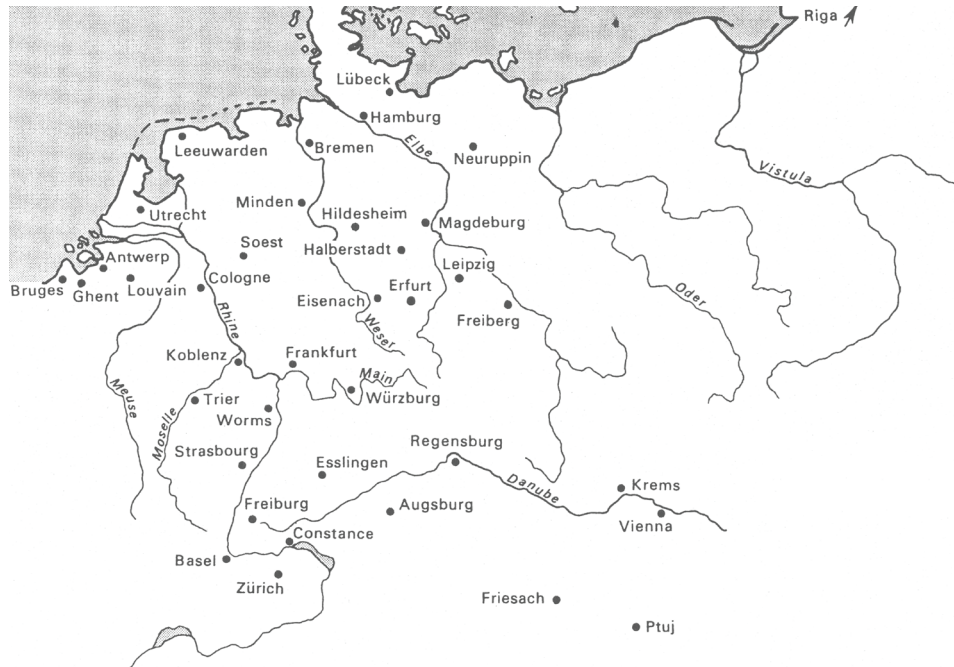 Riga
Lübeck
Hamburg
Elbe
Leeuwarden
Bremen
Neuruppin
Vistula
Minden
Hildesheim
Utrecht
Magdeburg
Soest
Halberstadt
Antwerp
Leipzig
Cologne
Bruges
Ghent
Louvain
Eisenach
Erfurt
Oder
Rhine
Weser
Freiberg
Koblenz
Frankfurt
Main
Meuse
Trier
Würzburg
Moselle
Worms
Strasbourg
Regensburg
Esslingen
Danube
Krems
Freiburg
Augsburg
Vienna
Constance
Basel
Zürich
Friesach
Ptuj